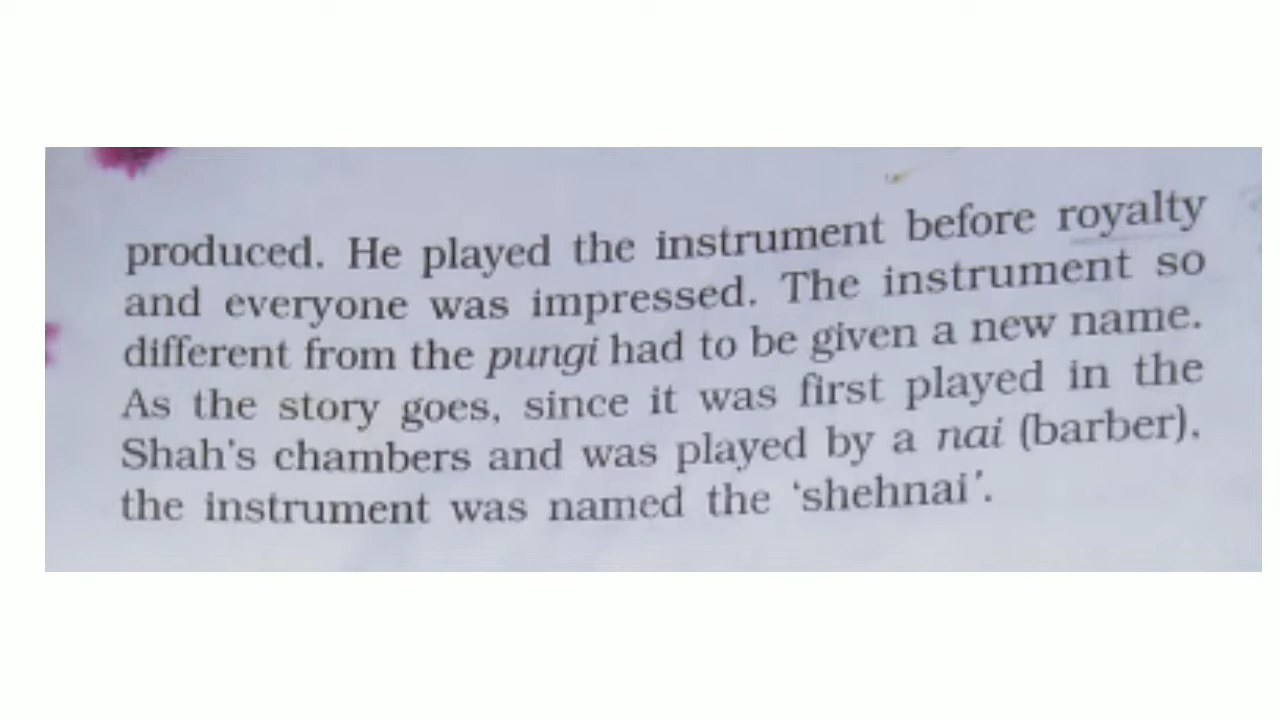 produced. He played the instrument before royalty
and everyone was impressed. The instrument so
different from the pungi had to be given a new name.
As the story goes, since it was first played in the
Shah's chambers and was played by a nai (barber),
the instrument was named the ‘shehnai’.